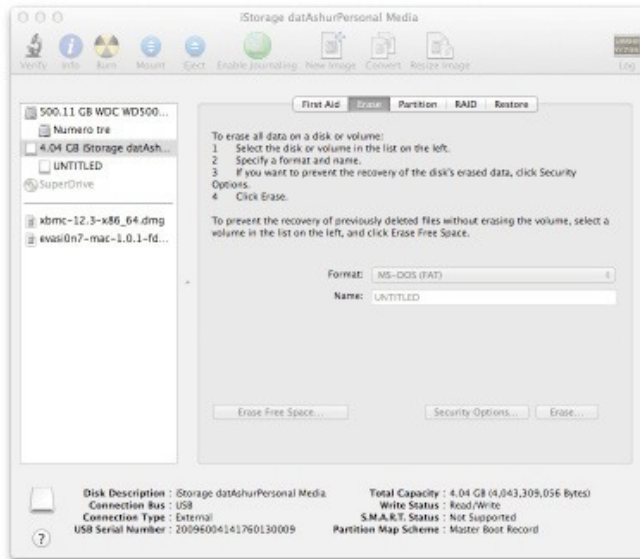 iStorage datAshurPersonal Media
Verify Info Burn Mount Eject Enable Journaling New Image Convert Resize Image Log
First Aid Erase Partition RAID Restore
500.11 GB WDC WD500...
Numero tre
4.04 GB iStorage datAsh...
UNTITLED
SuperDrive
xbmc-12.3-x86_64.dmg
evasi0n7-mac-1.0.1-fd...
To erase all data on a disk or volume:
1 Select the disk or volume in the list on the left.
2 Specify a format and name.
3 If you want to prevent the recovery of the disk's erased data, click Security
Options.
4 Click Erase.
To prevent the recovery of previously deleted files without erasing the volume, select a
volume in the list on the left, and click Erase Free Space.
Format: MS-DOS (FAT)
Name: UNTITLED
Erase Free Space... Security Options... Erase...
Disk Description : iStorage datAshurPersonal Media
Connection Bus : USB
Connection Type : External
USB Serial Number : 20096004141760130009
Total Capacity : 4.04 GB (4,043,309,056 Bytes)
Write Status : Read/Write
S.M.A.R.T. Status : Not Supported
Partition Map Scheme : Master Boot Record
?